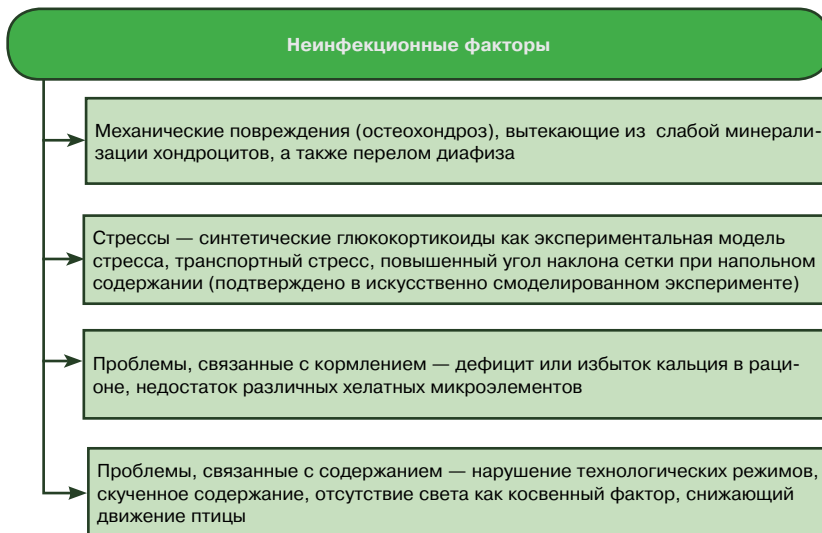 Неинфекционные факторы
Механические повреждения (остеохондроз), вытекающие из слабой минерали-
зации хондроцитов, а также перелом диафиза
Стрессы — синтетические глюкокортикоиды как экспериментальная модель
стресса, транспортный стресс, повышенный угол наклона сетки при напольном
содержании (подтверждено в искусственно смоделированном эксперименте)
Проблемы, связанные с кормлением — дефицит или избыток кальция в раци-
оне, недостаток различных хелатных микроэлементов
Проблемы, связанные с содержанием — нарушение технологических режимов,
скученное содержание, отсутствие света как косвенный фактор, снижающий
движение птицы